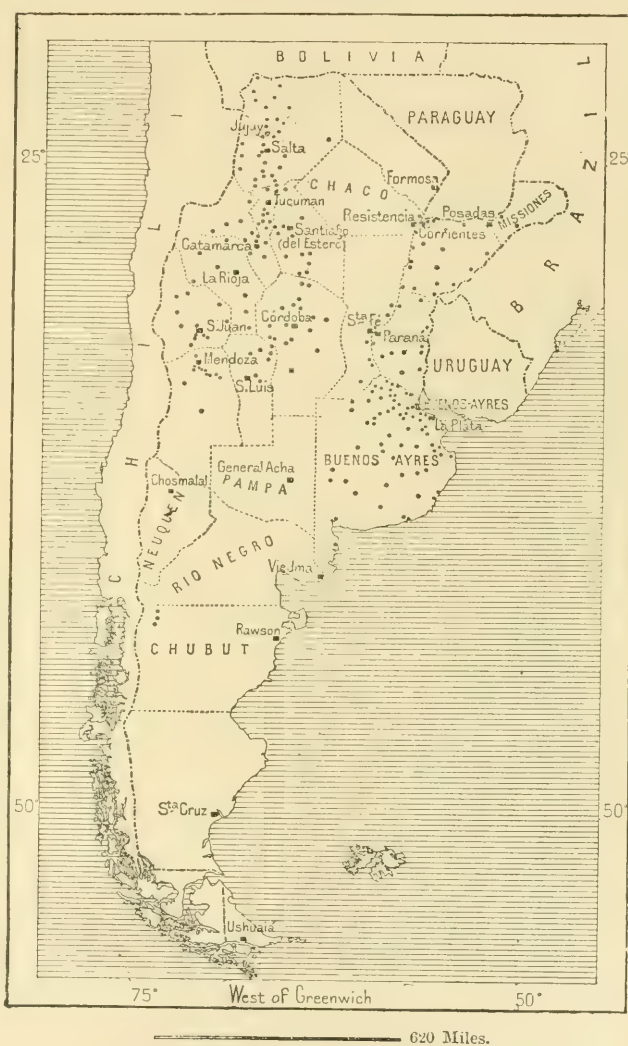 BOLIVIA
PARAGUAY
BRAZIL
CHILI
25°
25°
Jujuy
Salta
CHACO
Formosa
Tucuman
Resistencia
Posadas
MISSIONES
Corrientes
Santiago
(del Estero)
Catamarca
La Rioja
S. Juan
Cordoba
Sta Fe
Parana
URUGUAY
Mendoza
S. Luis
BUENOS-AYRES
La Plata
BUENOS AYRES
General Acha
PAMPA
Chosmalal
NEUQUEN
RIO NEGRO
Viedma
Rawson
CHUBUT
50°
50°
Sta Cruz
Ushuaia
75°
West of Greenwich
50°
620 Miles.